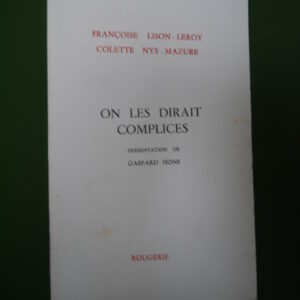 FRANÇOISE LISON-LEROY
COLETTE NYS-MAZURE
ON LES DIRAIT
COMPLICES
PRÉSENTATION DE
GASPARD HONS
ROUGERIE